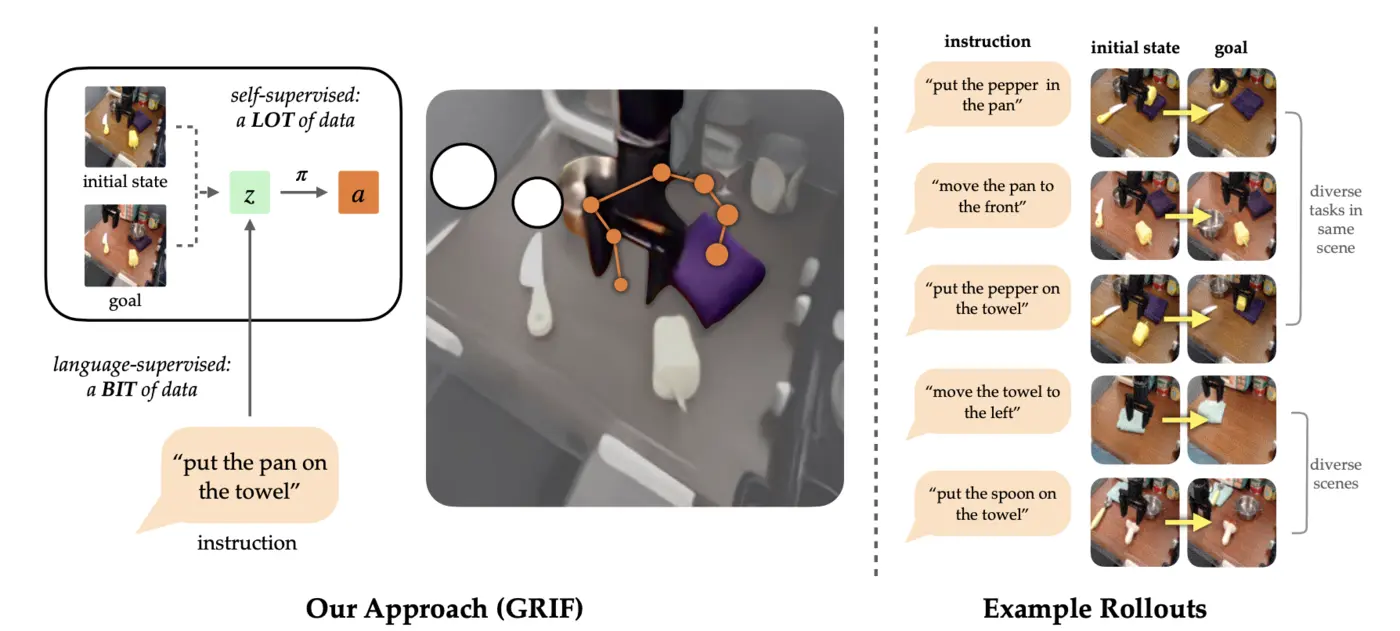 self-supervised:
a LOT of data
initial state
goal
z
π
a
language-supervised:
a BIT of data
“put the pan on
the towel”
instruction
Our Approach (GRIF)
instruction
initial state
goal
“put the pepper in
the pan”
“move the pan to
the front”
“put the pepper on
the towel”
“move the towel to
the left”
“put the spoon on
the towel”
diverse
tasks in
same
scene
diverse
scenes
Example Rollouts